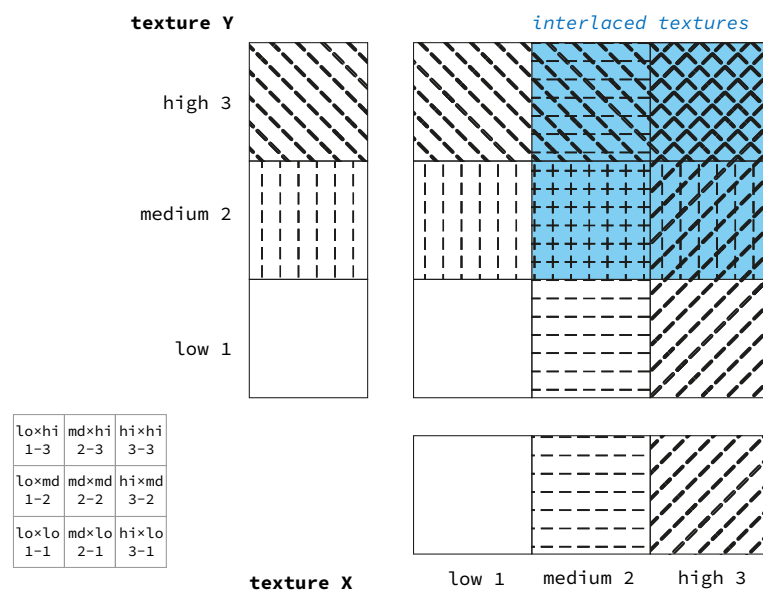 texture Y
interlaced textures
high 3
medium 2
low 1
lo×hi md×hi hi×hi
1-3 2-3 3-3
lo×md md×md hi×md
1-2 2-2 3-2
lo×lo md×lo hi×lo
1-1 2-1 3-1
texture X
low 1 medium 2 high 3